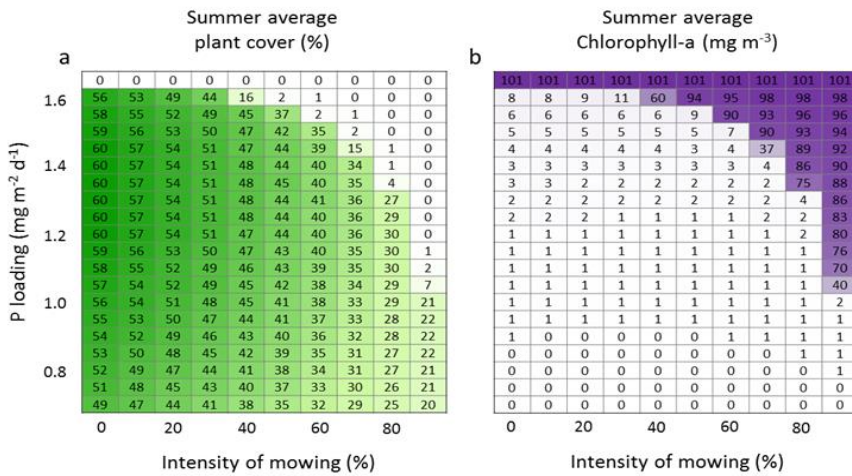 Summer average
plant cover (%)
a
P loading (mg m⁻² d⁻¹)
0 0 0 0 0 0 0 0 0 0
1.6 56 53 49 44 16 2 1 0 0 0
58 55 52 49 45 37 2 1 0 0
59 56 53 50 47 42 35 2 0 0
60 57 54 51 47 44 39 15 1 0
1.4 60 57 54 51 48 44 40 34 1 0
60 57 54 51 48 45 40 35 4 0
60 57 54 51 48 44 41 36 27 0
60 57 54 51 48 44 40 36 29 0
1.2 60 57 54 51 47 44 40 36 30 0
59 56 53 50 47 43 40 35 30 1
58 55 52 49 46 43 39 35 30 2
57 54 52 49 45 42 38 34 29 7
1.0 56 54 51 48 45 41 38 33 29 21
55 53 50 47 44 41 37 33 28 22
54 52 49 46 43 40 36 32 28 22
53 50 48 45 42 39 35 31 27 22
0.8 52 49 47 44 41 38 34 31 27 21
51 48 45 43 40 37 33 30 26 21
49 47 44 41 38 35 32 29 25 20
0 20 40 60 80
Intensity of mowing (%)
Summer average
Chlorophyll-a (mg m⁻³)
b
101 101 101 101 101 101 101 101 101 101
8 8 9 11 60 94 95 98 98 98
6 6 6 6 6 9 90 93 96 96
5 5 5 5 5 5 7 90 93 94
4 4 4 4 3 4 37 89 92
3 3 3 3 3 3 3 4 86 90
3 3 2 2 2 2 2 2 75 88
2 2 2 2 2 2 2 2 4 86
2 2 2 1 1 1 1 2 2 83
1 1 1 1 1 1 1 1 2 80
1 1 1 1 1 1 1 1 1 76
1 1 1 1 1 1 1 1 1 70
1 1 1 1 1 1 1 1 1 40
1 1 1 1 1 1 1 1 1 2
1 1 1 1 1 1 1 1 1 1
1 0 0 0 0 0 1 1 1 1
0 0 0 0 0 0 0 0 1 1
0 0 0 0 0 0 0 0 0 1
0 0 0 0 0 0 0 0 0 0
0 0 0 0 0 0 0 0 0 0
0 20 40 60 80
Intensity of mowing (%)